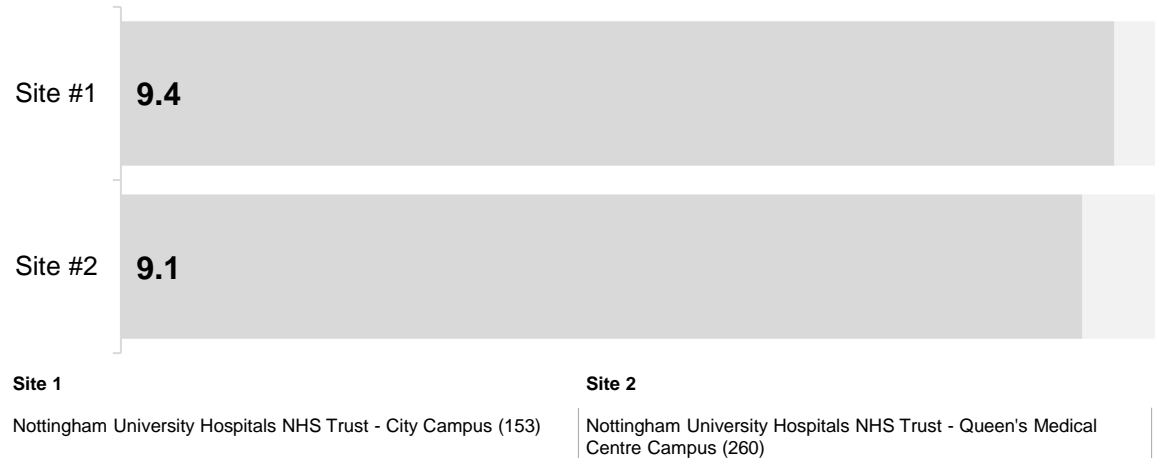 Site #1
9.4
Site #2
9.1
Site 1
Site 2
Nottingham University Hospitals NHS Trust - City Campus (153)
Nottingham University Hospitals NHS Trust - Queen's Medical
Centre Campus (260)